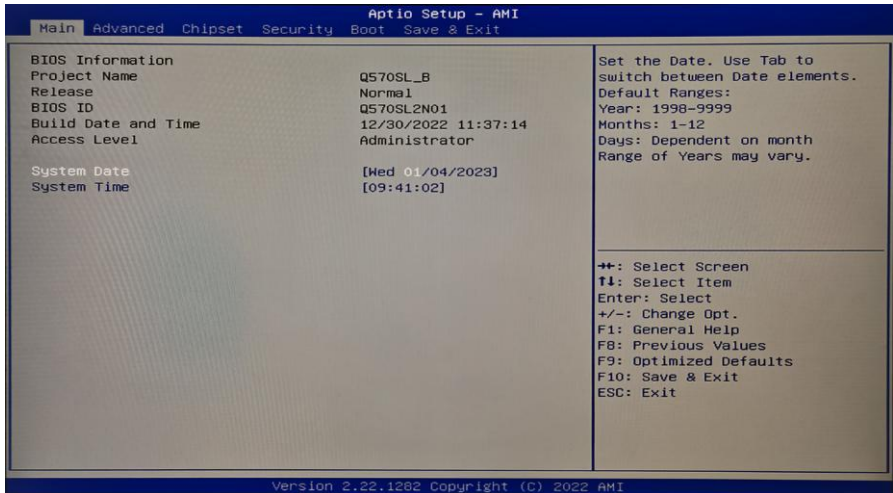 Aptio Setup – AMI
Main Advanced Chipset Security Boot Save & Exit
BIOS Information
Project Name Q570SL_B
Release Normal
BIOS ID Q570SL2N01
Build Date and Time 12/30/2022 11:37:14
Access Level Administrator
System Date [Wed 01/04/2023]
System Time [09:41:02]
Set the Date. Use Tab to
switch between Date elements.
Default Ranges:
Year: 1998-9999
Months: 1-12
Days: Dependent on month
Range of Years may vary.
→←: Select Screen
↑↓: Select Item
Enter: Select
+/-: Change Opt.
F1: General Help
F8: Previous Values
F9: Optimized Defaults
F10: Save & Exit
ESC: Exit
Version 2.22.1282 Copyright (C) 2022 AMI